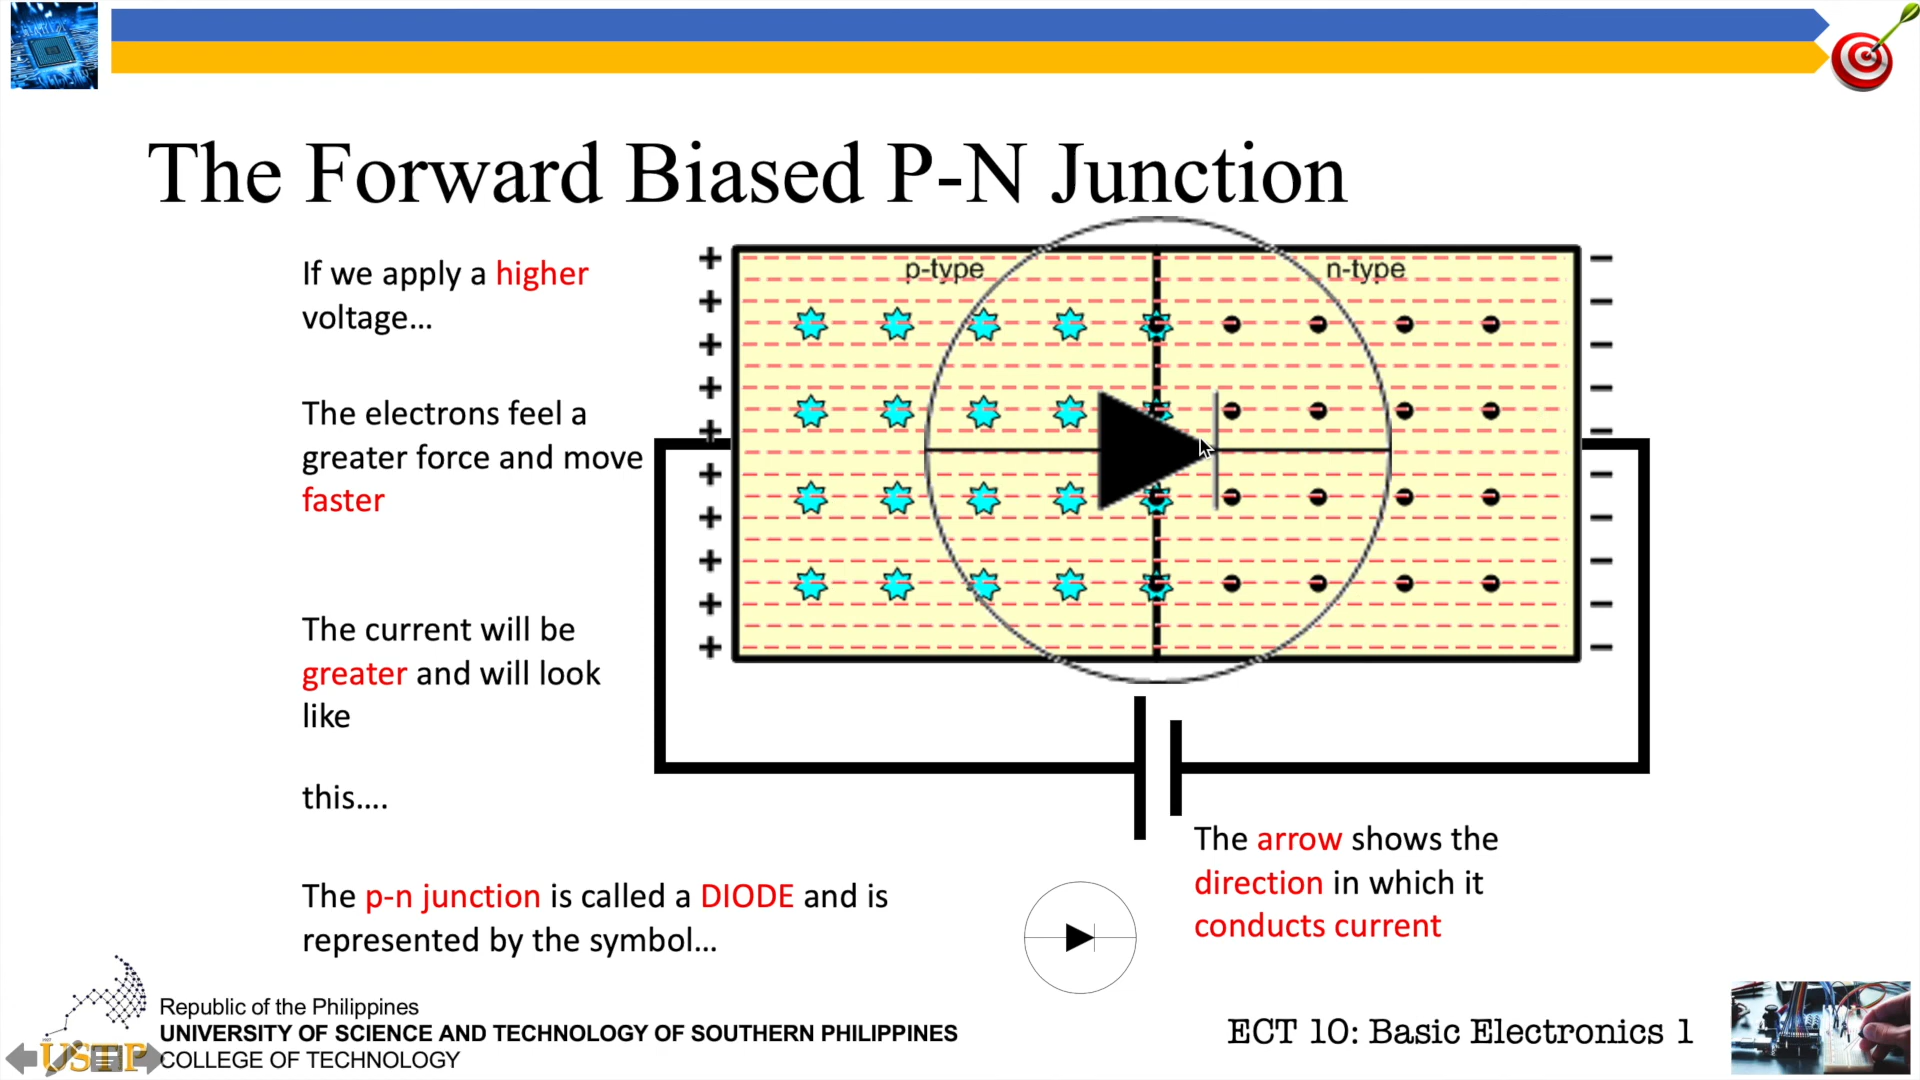 The Forward Biased P-N Junction
If we apply a higher
voltage...
The electrons feel a
greater force and move
faster
The current will be
greater and will look
like
this....
The p-n junction is called a DIODE and is
represented by the symbol...
p-type
n-type
The arrow shows the
direction in which it
conducts current
Republic of the Philippines
UNIVERSITY OF SCIENCE AND TECHNOLOGY OF SOUTHERN PHILIPPINES
COLLEGE OF TECHNOLOGY
USTP
ECT 10: Basic Electronics 1